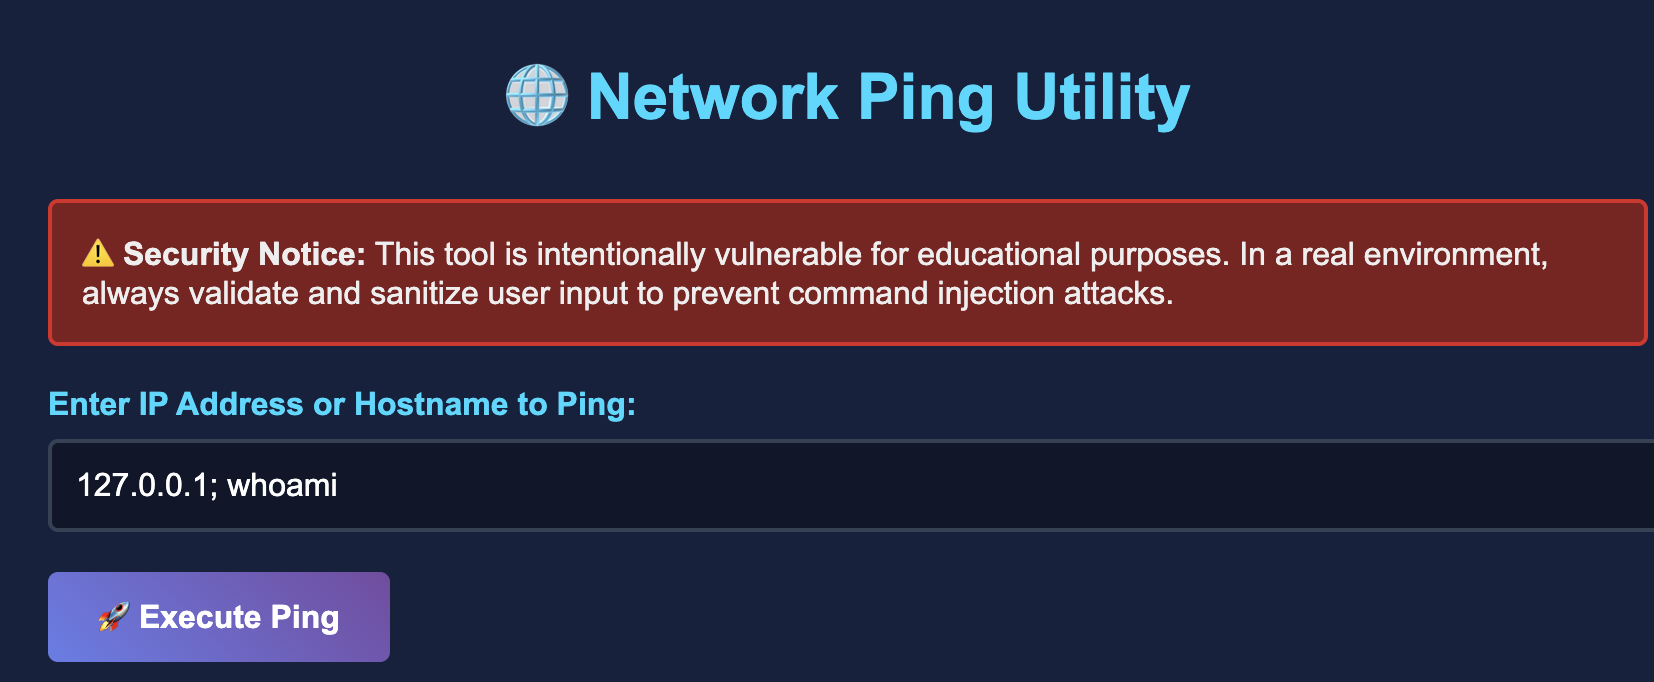 🌐 Network Ping Utility
⚠️ Security Notice: This tool is intentionally vulnerable for educational purposes. In a real environment,
always validate and sanitize user input to prevent command injection attacks.
Enter IP Address or Hostname to Ping:
127.0.0.1; whoami
🚀 Execute Ping